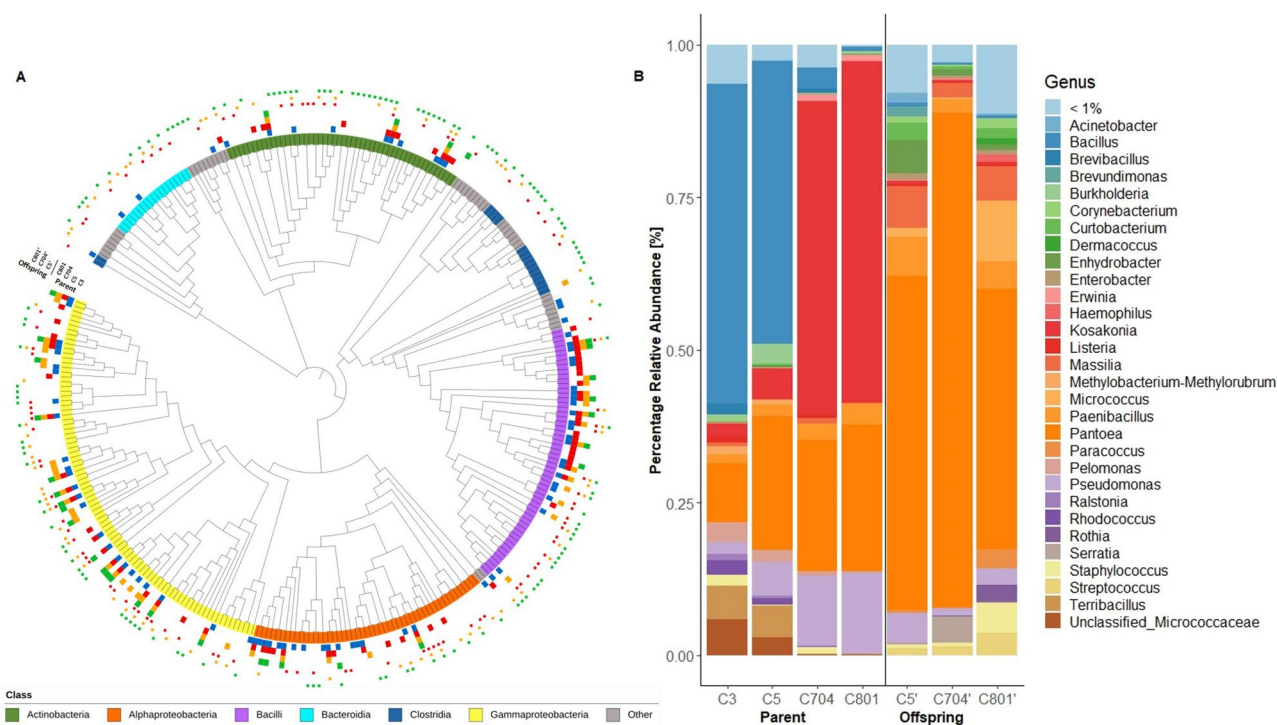 A
C801'
C704'
C5'
Offspring
C801
C704
C5
C3
Parent
Class
Actinobacteria
Alphaproteobacteria
Bacilli
Bacteroidia
Clostridia
Gammaproteobacteria
Other
B
Percentage Relative Abundance [%]
1.00
0.75
0.50
0.25
0.00
C3 C5 C704 C801 C5' C704' C801'
Parent Offspring
Genus
< 1%
Acinetobacter
Bacillus
Brevibacillus
Brevundimonas
Burkholderia
Corynebacterium
Curtobacterium
Dermacoccus
Enhydrobacter
Enterobacter
Erwinia
Haemophilus
Kosakonia
Listeria
Massilia
Methylobacterium-Methylorubrum
Micrococcus
Paenibacillus
Pantoea
Paracoccus
Pelomonas
Pseudomonas
Ralstonia
Rhodococcus
Rothia
Serratia
Staphylococcus
Streptococcus
Terribacillus
Unclassified_Micrococcaceae